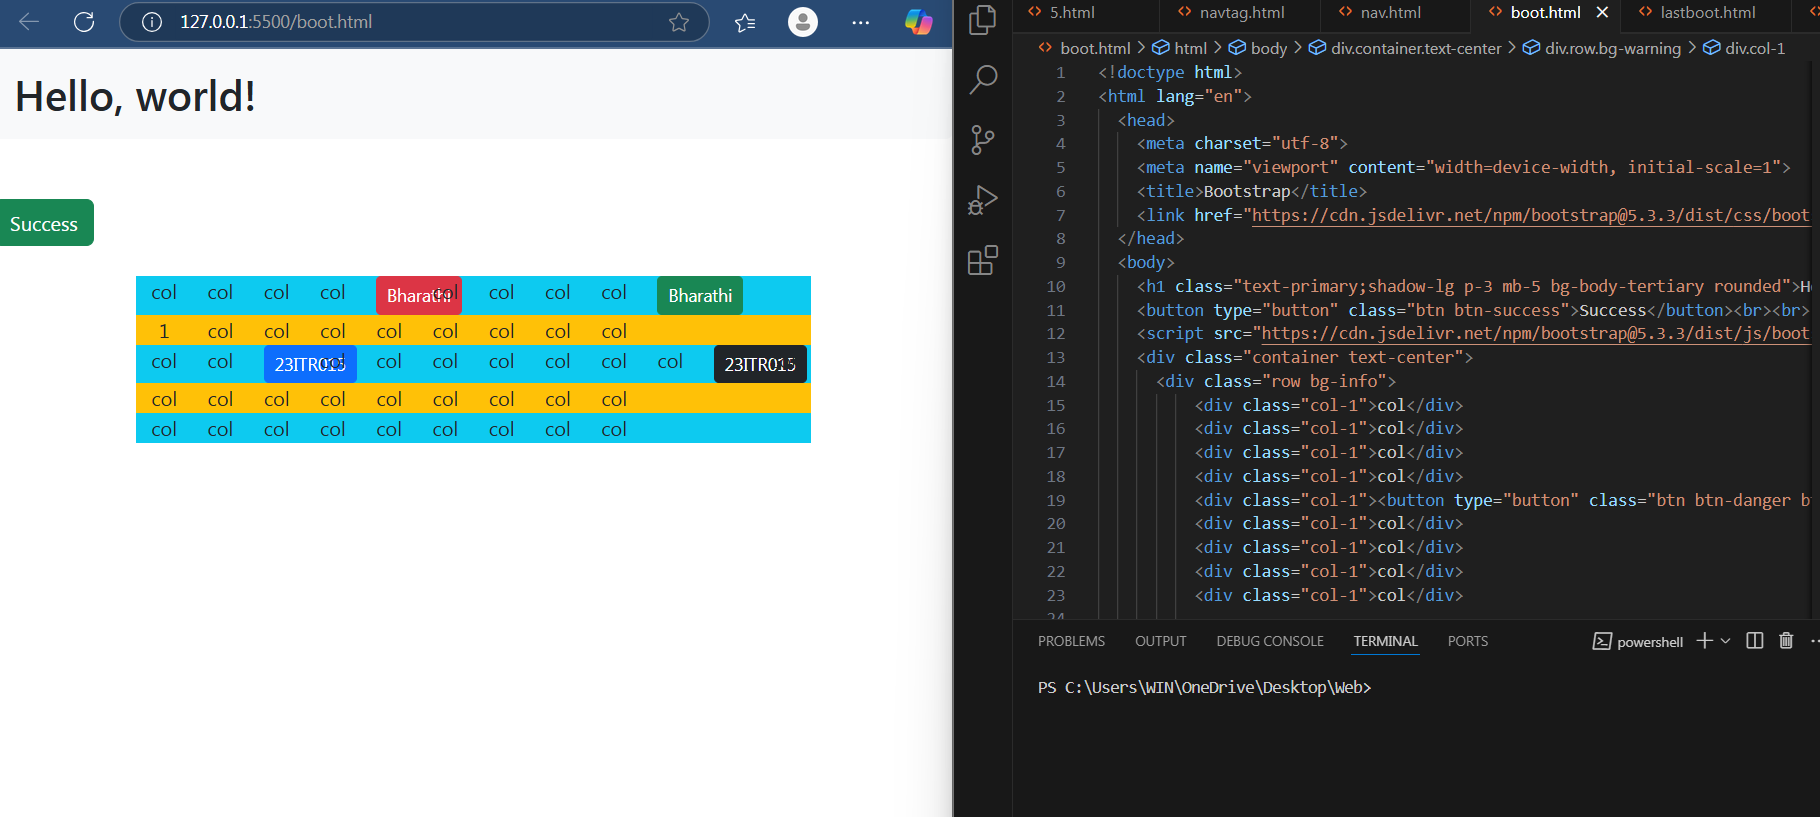 127.0.0.1:5500/boot.html
Hello, world!
Success
col col col col Bharathi col col col col Bharathi
1 col col col col col col col col
col col 23ITR015 col col col col col col col 23ITR015
col col col col col col col col col
col col col col col col col col col
5.html navtag.html nav.html boot.html lastboot.html
boot.html > html > body > div.container.text-center > div.row.bg-warning > div.col-1
1 <!doctype html>
2 <html lang="en">
3 <head>
4 <meta charset="utf-8">
5 <meta name="viewport" content="width=device-width, initial-scale=1">
6 <title>Bootstrap</title>
7 <link href="https://cdn.jsdelivr.net/npm/bootstrap@5.3.3/dist/css/boot
8 </head>
9 <body>
10 <h1 class="text-primary;shadow-lg p-3 mb-5 bg-body-tertiary rounded">H
11 <button type="button" class="btn btn-success">Success</button><br><br>
12 <script src="https://cdn.jsdelivr.net/npm/bootstrap@5.3.3/dist/js/boot
13 <div class="container text-center">
14 <div class="row bg-info">
15 <div class="col-1">col</div>
16 <div class="col-1">col</div>
17 <div class="col-1">col</div>
18 <div class="col-1">col</div>
19 <div class="col-1"><button type="button" class="btn btn-danger b
20 <div class="col-1">col</div>
21 <div class="col-1">col</div>
22 <div class="col-1">col</div>
23 <div class="col-1">col</div>
24
PROBLEMS OUTPUT DEBUG CONSOLE TERMINAL PORTS powershell
PS C:\Users\WIN\OneDrive\Desktop\Web>